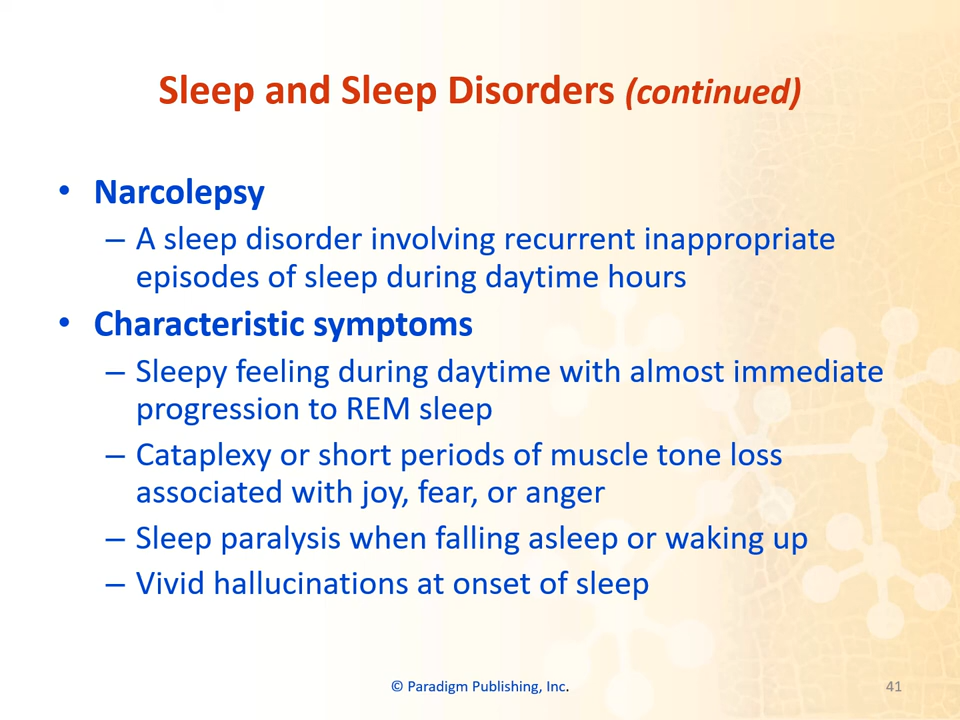 Sleep and Sleep Disorders (continued)
• Narcolepsy
– A sleep disorder involving recurrent inappropriate
episodes of sleep during daytime hours
• Characteristic symptoms
– Sleepy feeling during daytime with almost immediate
progression to REM sleep
– Cataplexy or short periods of muscle tone loss
associated with joy, fear, or anger
– Sleep paralysis when falling asleep or waking up
– Vivid hallucinations at onset of sleep
© Paradigm Publishing, Inc.
41